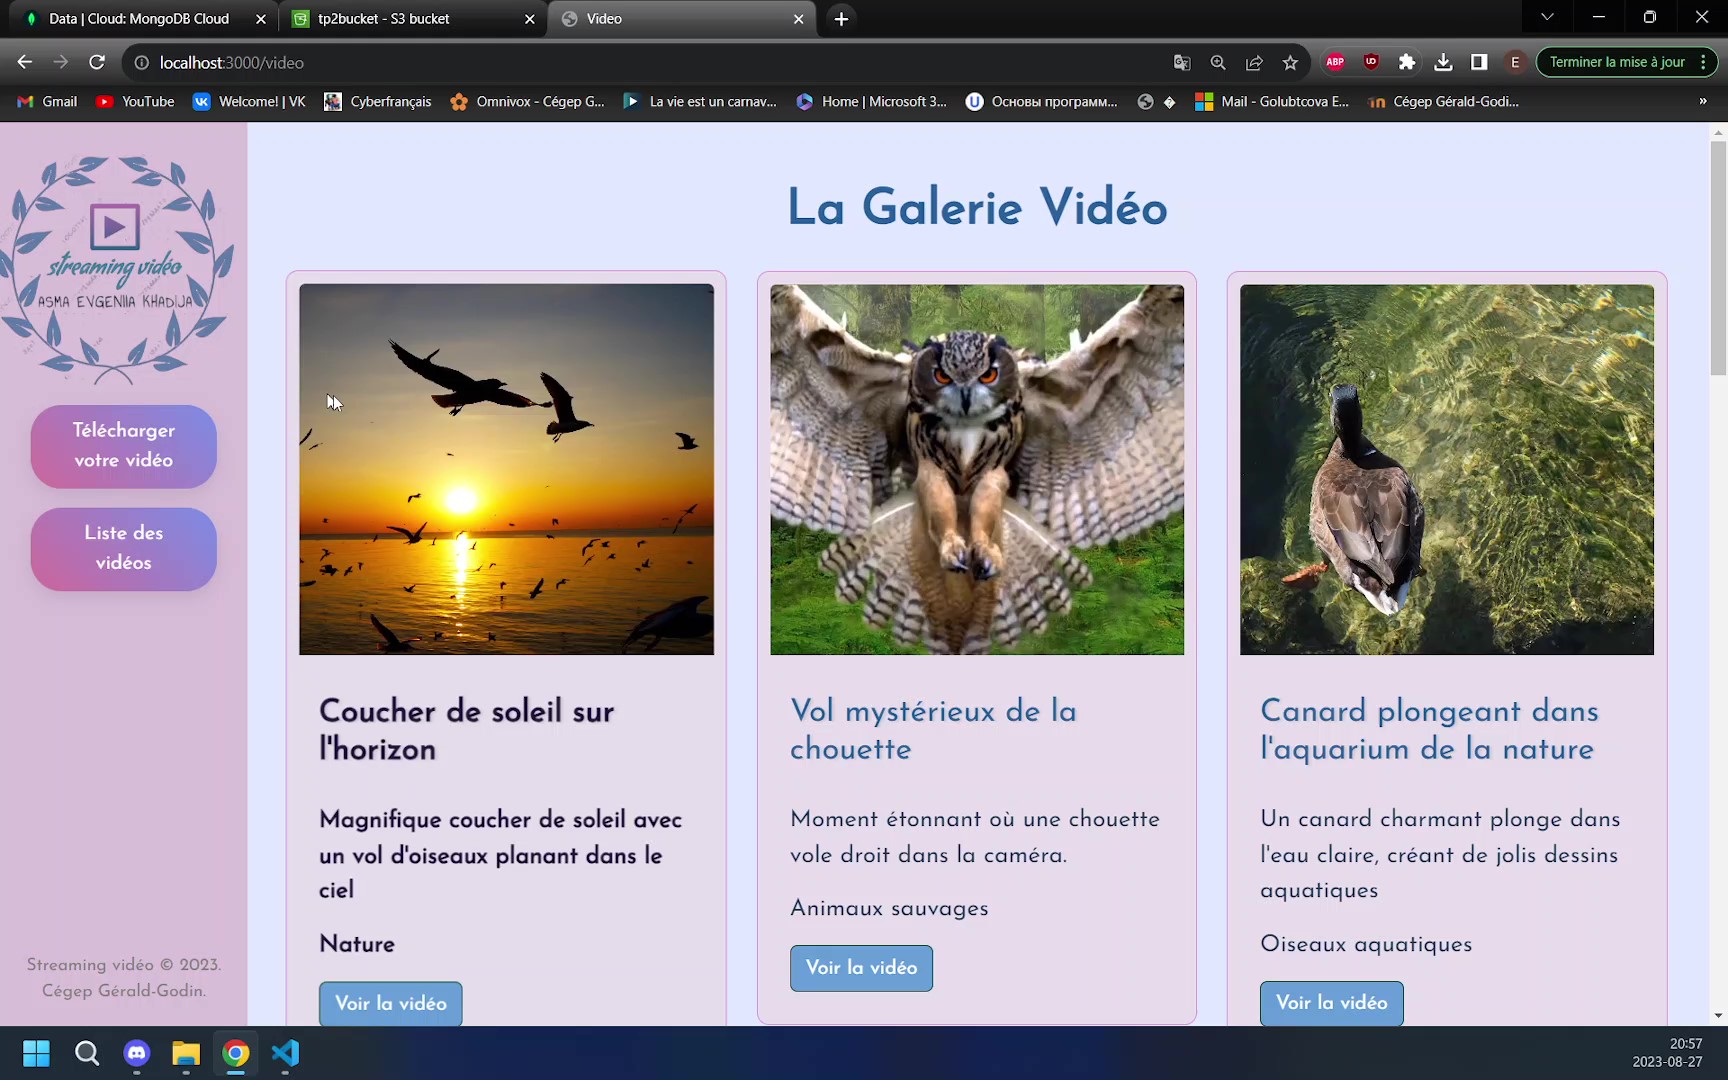 Data | Cloud: MongoDB Cloud
tp2bucket - S3 bucket
Video
localhost:3000/video
ABP
E
Terminer la mise à jour
Gmail
YouTube
Welcome! | VK
Cyberfrançais
Omnivox - Cégep G...
La vie est un carnav...
Home | Microsoft 3...
Основы программ...
Mail - Golubtcova E...
Cégep Gérald-Godi...
streaming vidéo
ASMA EVGENIIA KHADIJA
Télécharger
votre vidéo
Liste des
vidéos
Streaming vidéo © 2023.
Cégep Gérald-Godin.
La Galerie Vidéo
Coucher de soleil sur
l'horizon
Magnifique coucher de soleil avec
un vol d'oiseaux planant dans le
ciel
Nature
Voir la vidéo
Vol mystérieux de la
chouette
Moment étonnant où une chouette
vole droit dans la caméra.
Animaux sauvages
Voir la vidéo
Canard plongeant dans
l'aquarium de la nature
Un canard charmant plonge dans
l'eau claire, créant de jolis dessins
aquatiques
Oiseaux aquatiques
Voir la vidéo
20:57
2023-08-27